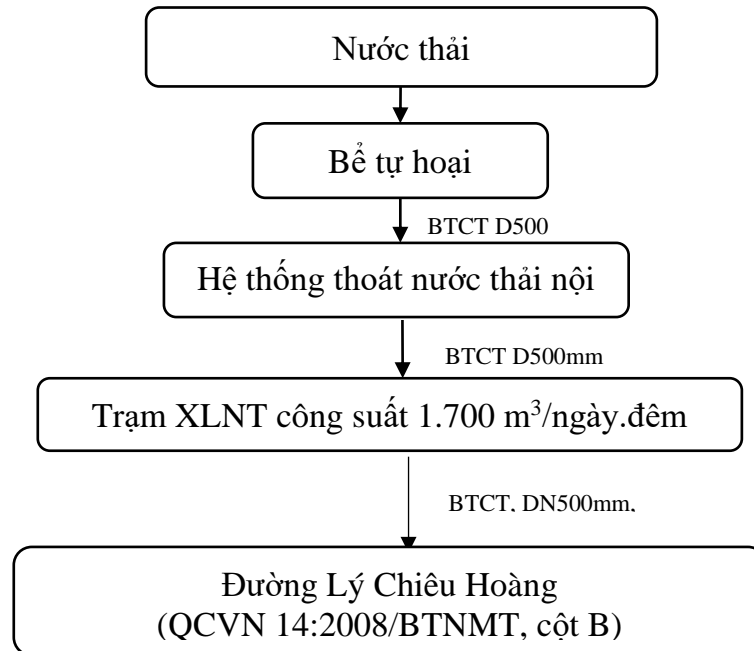 Nước thải
Bể tự hoại
BTCT D500
Hệ thống thoát nước thải nội
BTCT D500mm
Trạm XLNT công suất 1.700 m³/ngày.đêm
BTCT, DN500mm,
Đường Lý Chiêu Hoàng
(QCVN 14:2008/BTNMT, cột B)